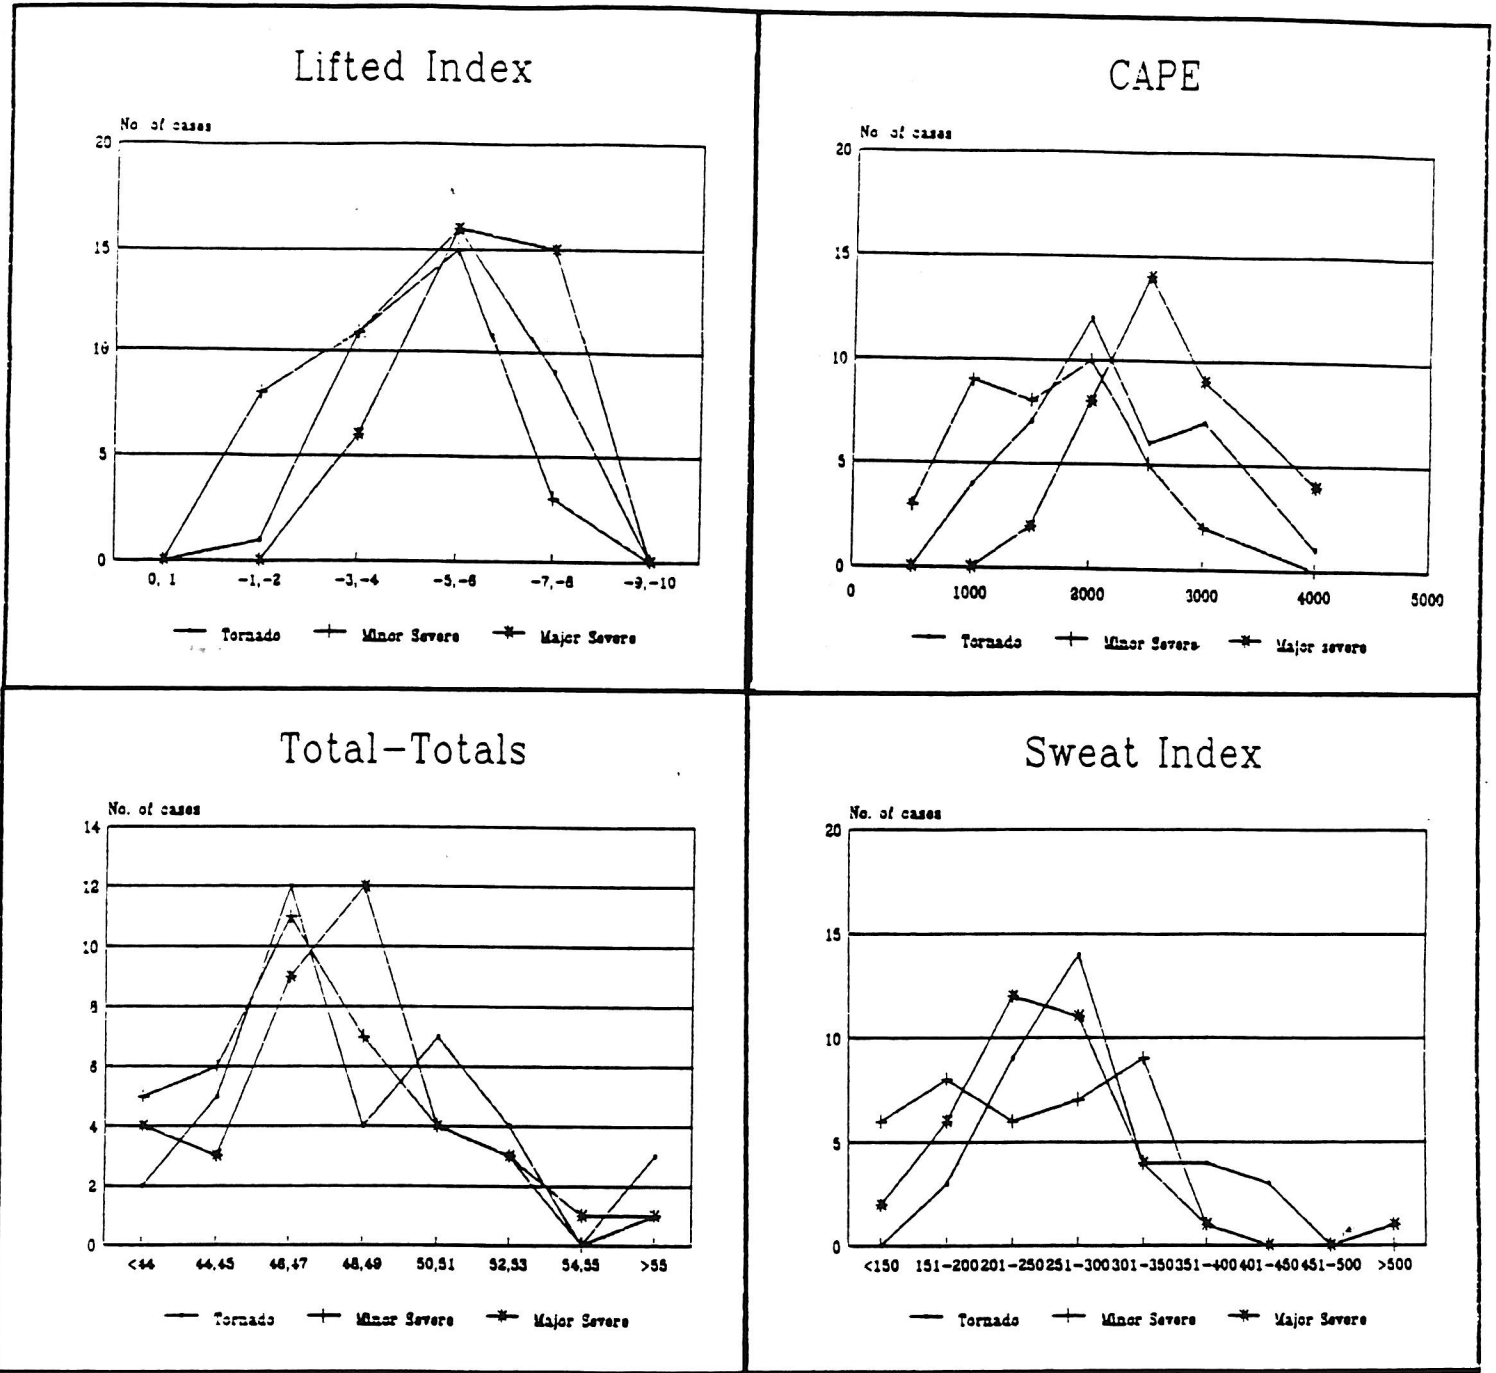 Lifted Index
No. of cases
20
15
10
5
0
0, 1 -1,-2 -3,-4 -5,-6 -7,-8 -9,-10
Tornado Minor Severe Major Severe
CAPE
No. of cases
20
15
10
5
0
0 1000 2000 3000 4000 5000
Tornado Minor Severe Major severe
Total-Totals
No. of cases
14
12
10
8
6
4
2
0
<44 44,45 46,47 48,49 50,51 52,53 54,55 >55
Tornado Minor Severe Major Severe
Sweat Index
No. of cases
20
15
10
5
0
<150 151-200 201-250 251-300 301-350 351-400 401-450 451-500 >500
Tornado Minor Severe Major Severe